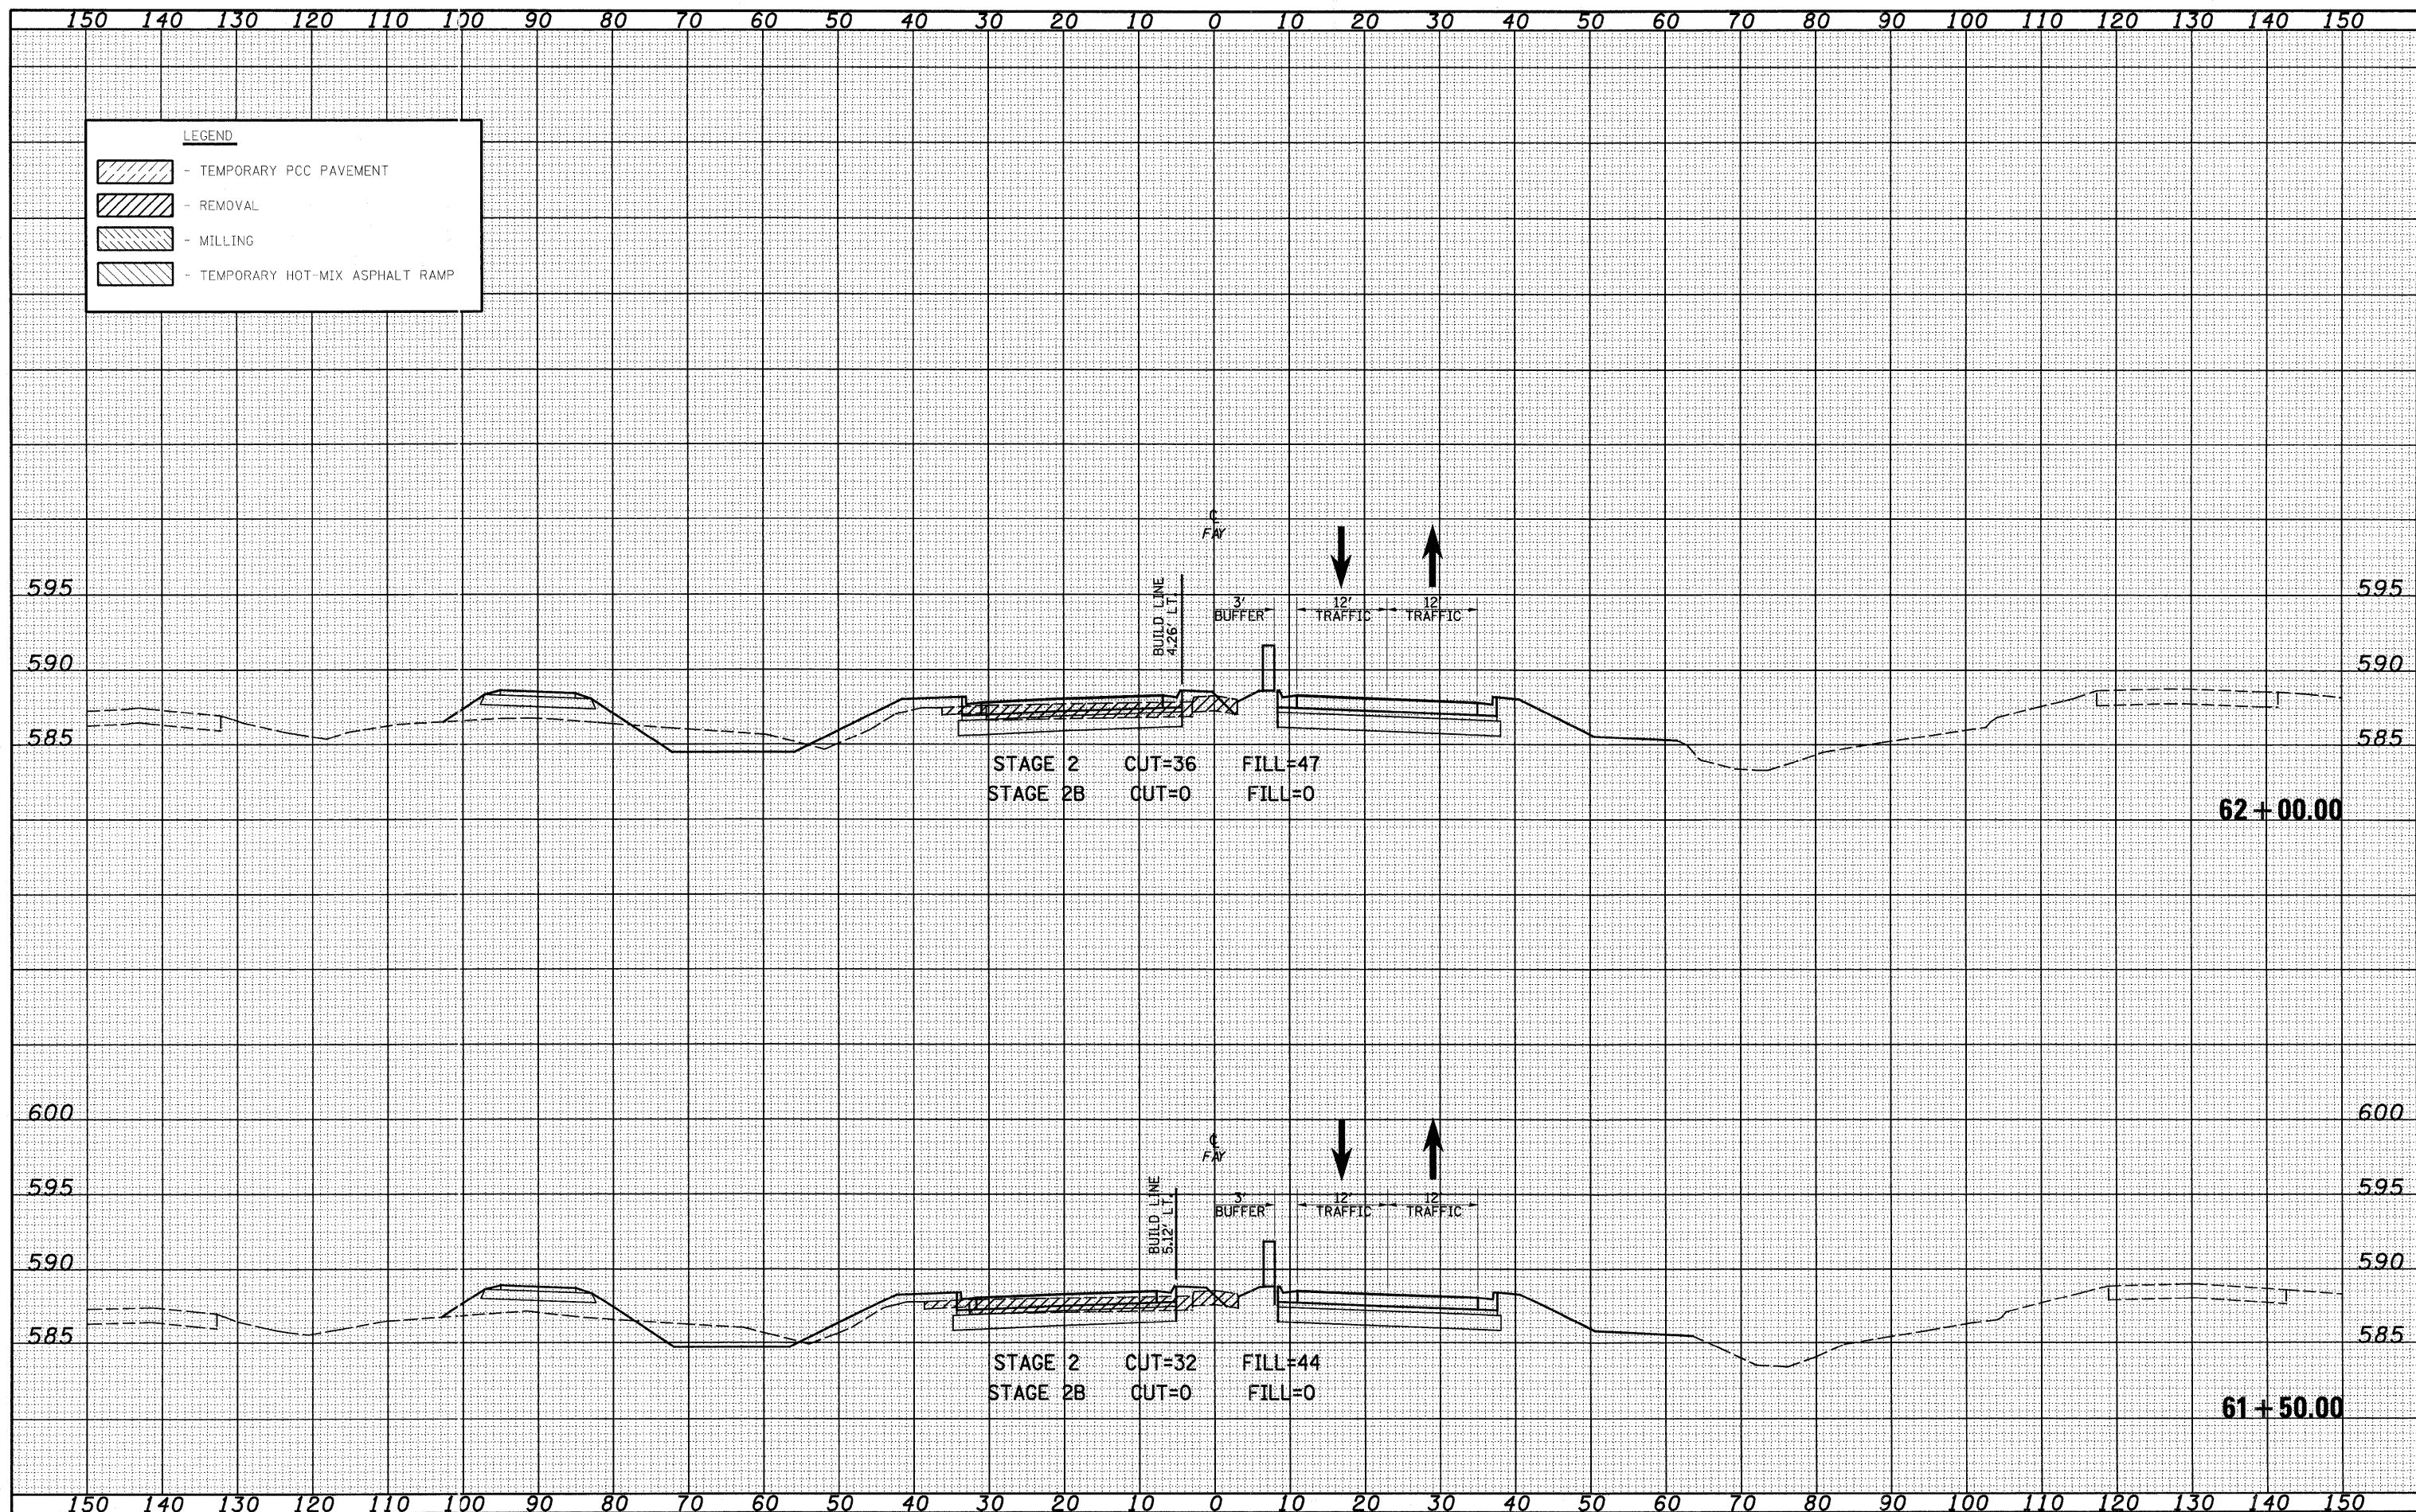 150 140 130 120 110 100 90 80 70 60 50 40 30 20 10 0 10 20 30 40 50 60 70 80 90 100 110 120 130 140 150
LEGEND
- TEMPORARY PCC PAVEMENT
- REMOVAL
- MILLING
- TEMPORARY HOT-MIX ASPHALT RAMP
℄
FAY
595 595
BUILD LINE
4.26' LT.
3' 12' 12'
BUFFER TRAFFIC TRAFFIC
590 590
585 585
STAGE 2 CUT=36 FILL=47
STAGE 2B CUT=0 FILL=0
62+00.00
600 600
℄
FAY
595 595
BUILD LINE
5.12' LT.
3' 12' 12'
BUFFER TRAFFIC TRAFFIC
590 590
585 585
STAGE 2 CUT=32 FILL=44
STAGE 2B CUT=0 FILL=0
61+50.00
150 140 130 120 110 100 90 80 70 60 50 40 30 20 10 0 10 20 30 40 50 60 70 80 90 100 110 120 130 140 150